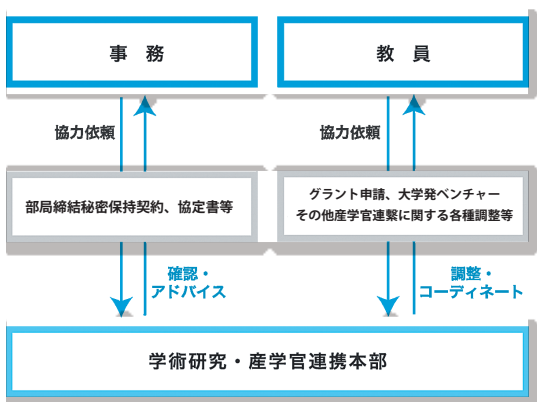 事　務
教　員
協力依頼
協力依頼
部局締結秘密保持契約、協定書等
グラント申請、大学発ベンチャー
その他産学官連繋に関する各種調整等
確認・
アドバイス
調整・
コーディネート
学術研究・産学官連携本部